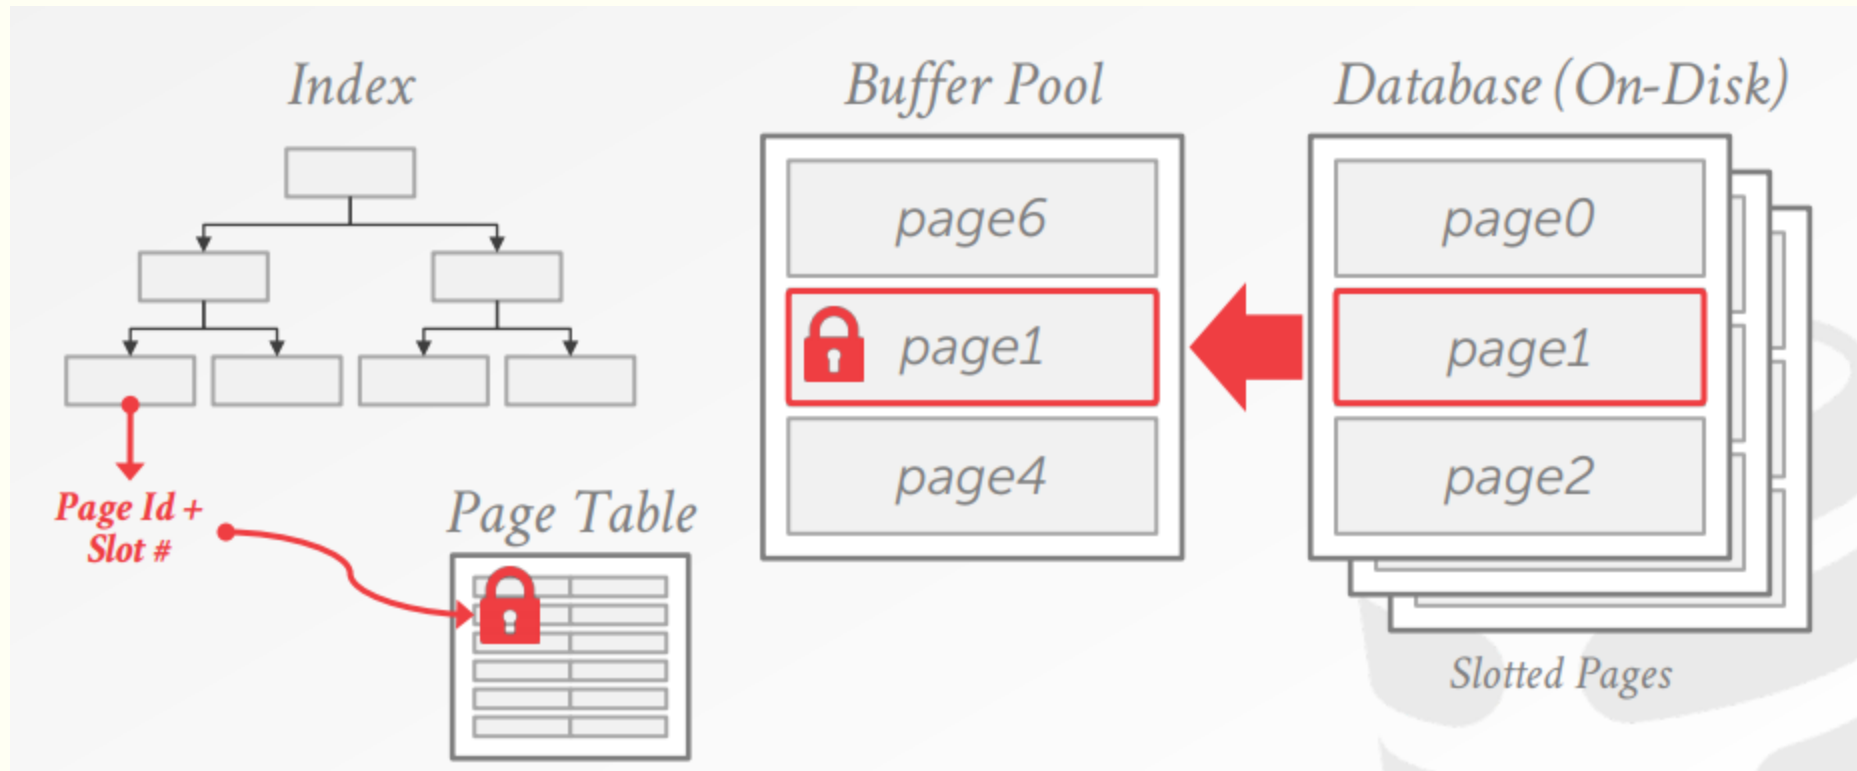 Index
Buffer Pool
Database (On-Disk)
page6
page0
page1
page1
page4
page2
Page Id +
Slot #
Page Table
Slotted Pages